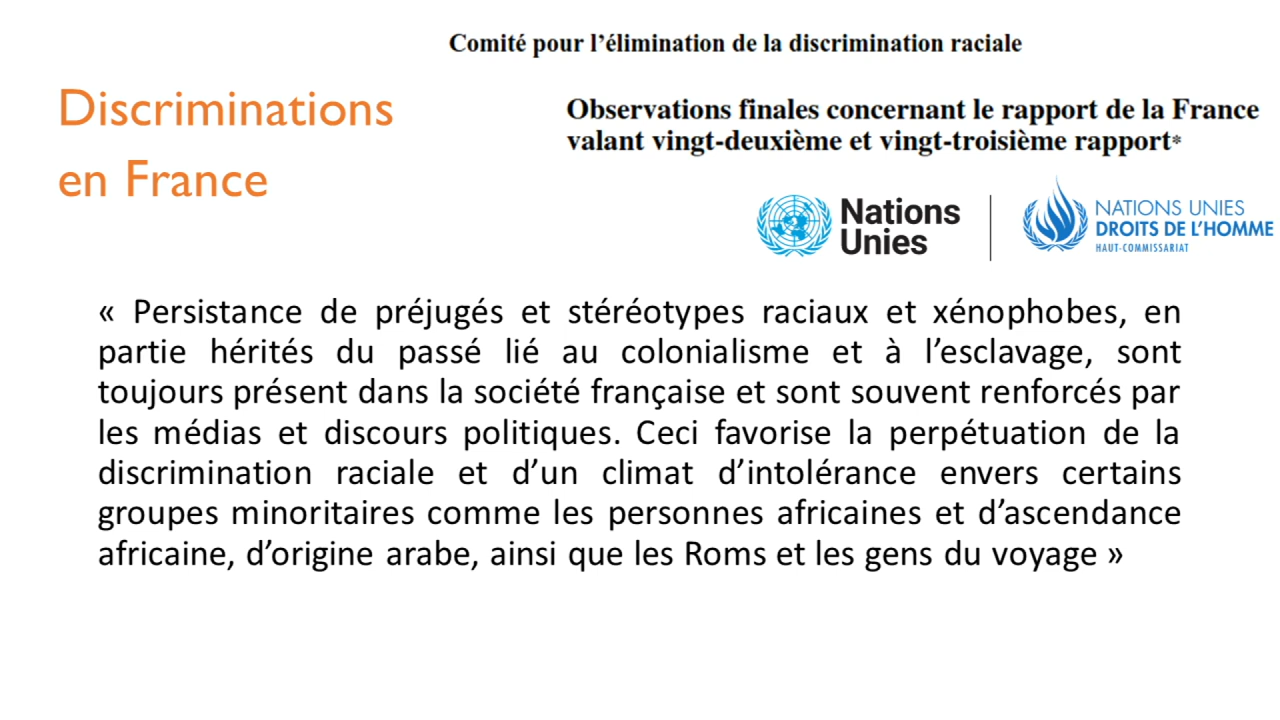 Comité pour l’élimination de la discrimination raciale
Discriminations
en France
Observations finales concernant le rapport de la France
valant vingt-deuxième et vingt-troisième rapport*
Nations
Unies
NATIONS UNIES
DROITS DE L’HOMME
HAUT-COMMISSARIAT
« Persistance de préjugés et stéréotypes raciaux et xénophobes, en
partie hérités du passé lié au colonialisme et à l’esclavage, sont
toujours présent dans la société française et sont souvent renforcés par
les médias et discours politiques. Ceci favorise la perpétuation de la
discrimination raciale et d’un climat d’intolérance envers certains
groupes minoritaires comme les personnes africaines et d’ascendance
africaine, d’origine arabe, ainsi que les Roms et les gens du voyage »